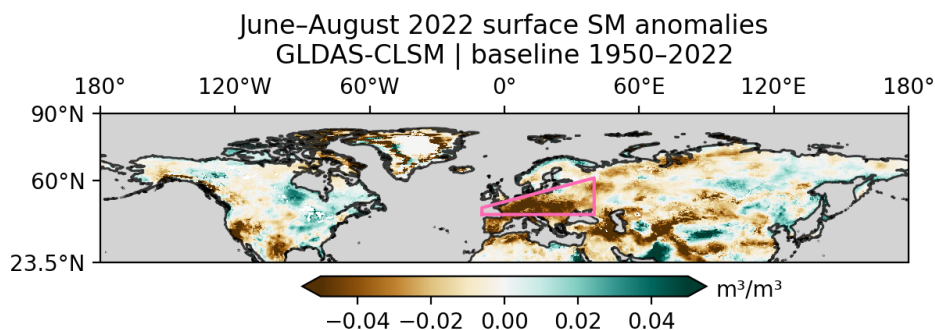 June–August 2022 surface SM anomalies
GLDAS-CLSM | baseline 1950–2022
180° 120°W 60°W 0° 60°E 120°E 180°
90°N
60°N
23.5°N
m³/m³
−0.04 −0.02 0.00 0.02 0.04